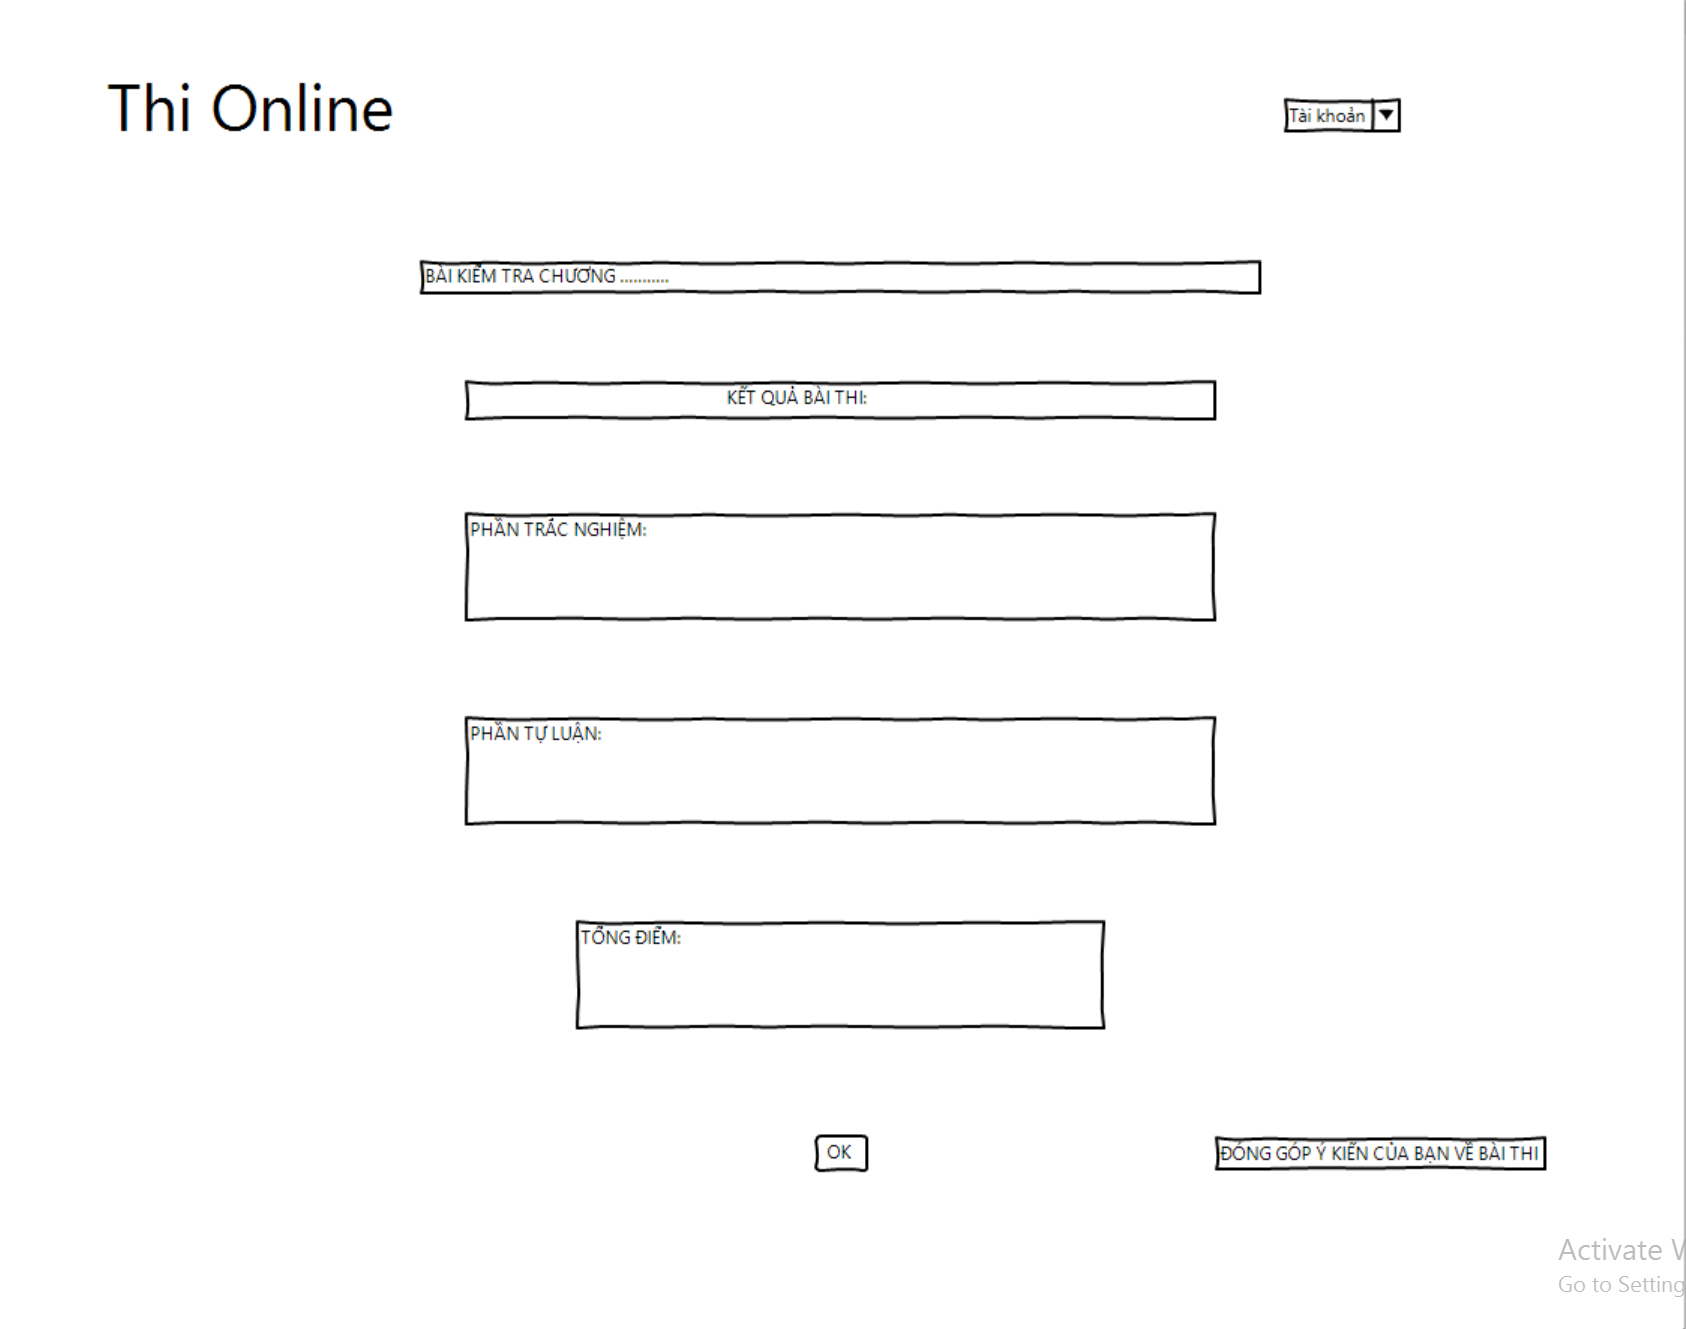 Thi Online
Tài khoản
BÀI KIỂM TRA CHƯƠNG ...........
KẾT QUẢ BÀI THI:
PHẦN TRẮC NGHIỆM:
PHẦN TỰ LUẬN:
TỔNG ĐIỂM:
OK
ĐÓNG GÓP Ý KIẾN CỦA BẠN VỀ BÀI THI
Activate
Go to Setting